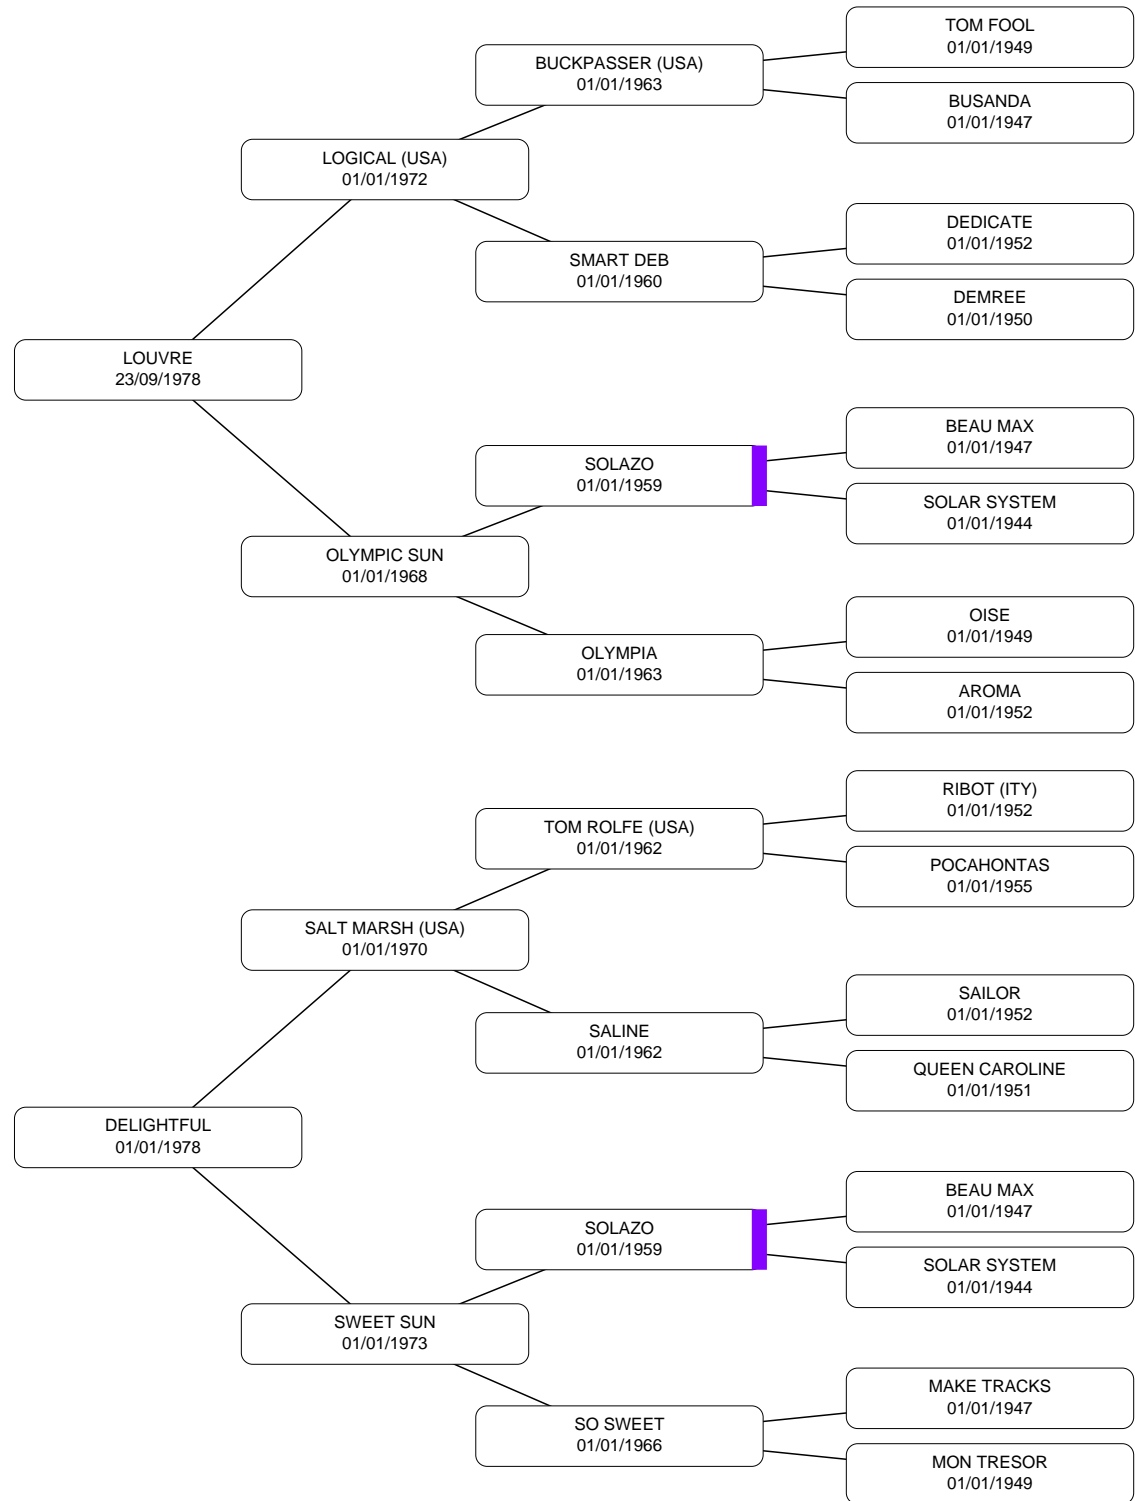 TOM FOOL
01/01/1949
BUCKPASSER (USA)
01/01/1963
BUSANDA
01/01/1947
LOGICAL (USA)
01/01/1972
DEDICATE
01/01/1952
SMART DEB
01/01/1960
DEMREE
01/01/1950
LOUVRE
23/09/1978
BEAU MAX
01/01/1947
SOLAZO
01/01/1959
SOLAR SYSTEM
01/01/1944
OLYMPIC SUN
01/01/1968
OISE
01/01/1949
OLYMPIA
01/01/1963
AROMA
01/01/1952
RIBOT (ITY)
01/01/1952
TOM ROLFE (USA)
01/01/1962
POCAHONTAS
01/01/1955
SALT MARSH (USA)
01/01/1970
SAILOR
01/01/1952
SALINE
01/01/1962
QUEEN CAROLINE
01/01/1951
DELIGHTFUL
01/01/1978
BEAU MAX
01/01/1947
SOLAZO
01/01/1959
SOLAR SYSTEM
01/01/1944
SWEET SUN
01/01/1973
MAKE TRACKS
01/01/1947
SO SWEET
01/01/1966
MON TRESOR
01/01/1949